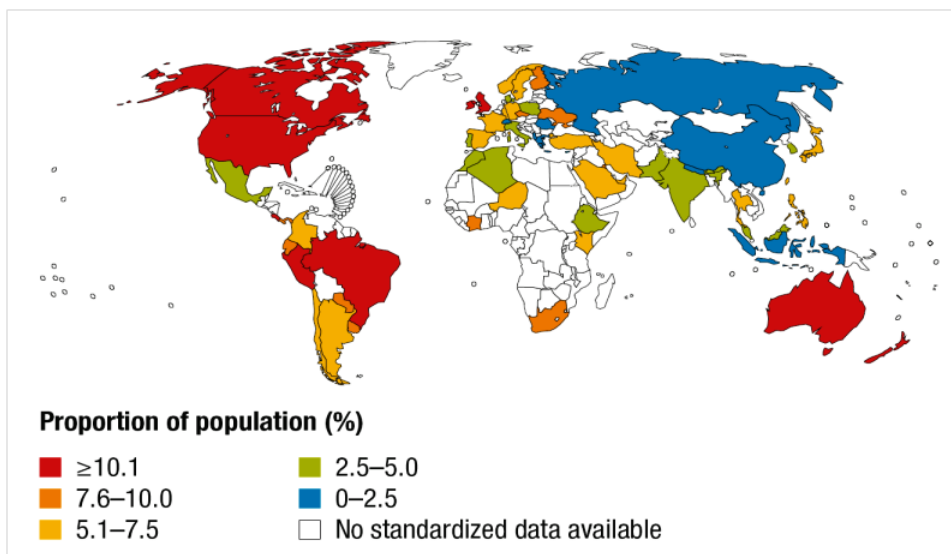 Proportion of population (%)
≥10.1
7.6–10.0
5.1–7.5
2.5–5.0
0–2.5
No standardized data available